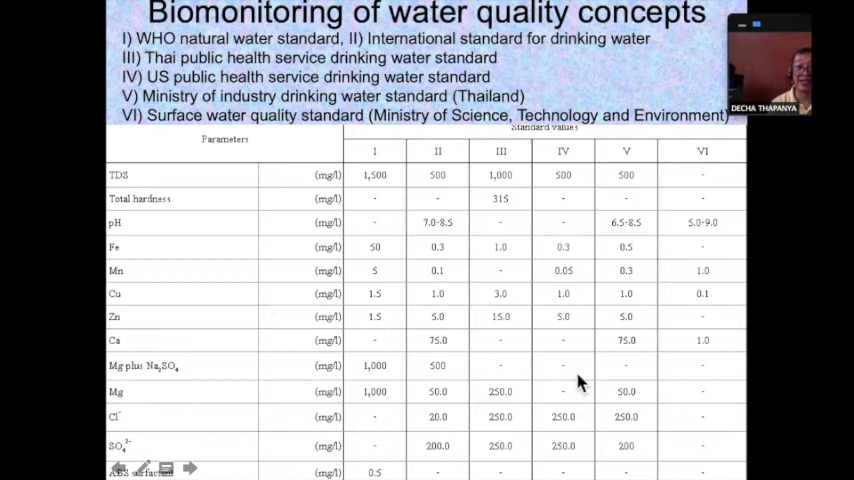 Biomonitoring of water quality concepts
I) WHO natural water standard, II) International standard for drinking water
III) Thai public health service drinking water standard
IV) US public health service drinking water standard
V) Ministry of industry drinking water standard (Thailand)
VI) Surface water quality standard (Ministry of Science, Technology and Environment)
DECHA THAPANYA
Parameters Standard values
I II III IV V VI
TDS (mg/l) 1,500 500 1,000 500 500 -
Total hardness (mg/l) - - 315 - - -
pH (mg/l) - 7.0-8.5 - - 6.5-8.5 5.0-9.0
Fe (mg/l) 50 0.3 1.0 0.3 0.5 -
Mn (mg/l) 5 0.1 - 0.05 0.3 1.0
Cu (mg/l) 1.5 1.0 3.0 1.0 1.0 0.1
Zn (mg/l) 1.5 5.0 15.0 5.0 5.0 -
Ca (mg/l) - 75.0 - - 75.0 1.0
Mg plus Na2SO4 (mg/l) 1,000 500 - - - -
Mg (mg/l) 1,000 50.0 250.0 - 50.0 -
Cl- (mg/l) - 20.0 250.0 250.0 250.0 -
SO4 2- (mg/l) - 200.0 250.0 250.0 200 -
ABS surfactant (mg/l) 0.5 - - - - -